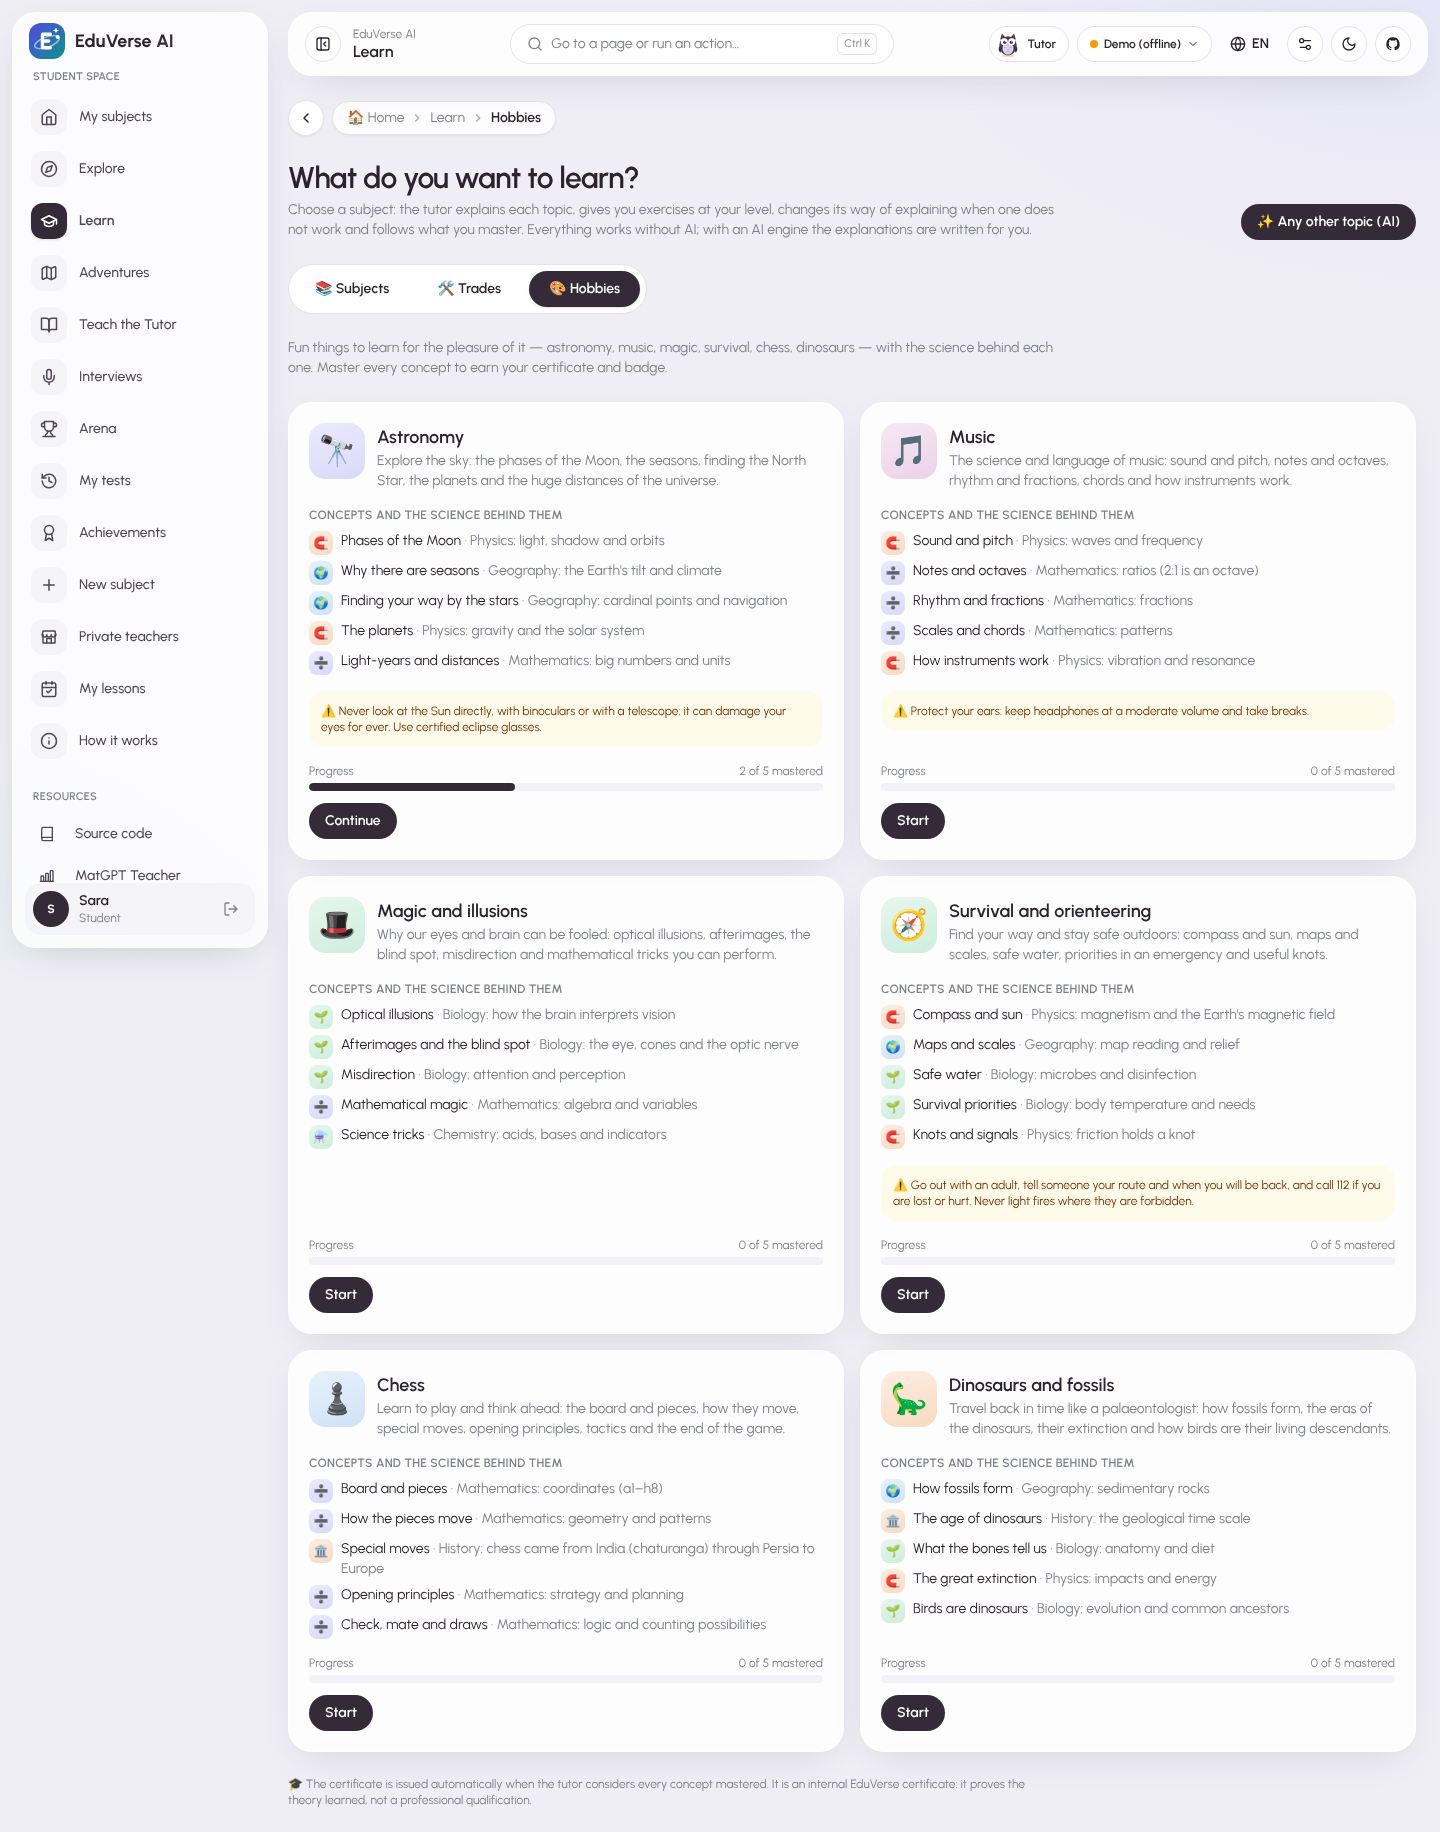 EduVerse AI
STUDENT SPACE
My subjects
Explore
Learn
Adventures
Teach the Tutor
Interviews
Arena
My tests
Achievements
New subject
Private teachers
My lessons
How it works
RESOURCES
Source code
MatGPT Teacher
S
Sara
Student
EduVerse AI
Learn
Go to a page or run an action...
Ctrl K
Tutor
Demo (offline)
EN
Home
Learn
Hobbies
What do you want to learn?
Choose a subject: the tutor explains each topic, gives you exercises at your level, changes its way of explaining when one does
not work and follows what you master. Everything works without AI; with an AI engine the explanations are written for you.
Any other topic (AI)
Subjects
Trades
Hobbies
Fun things to learn for the pleasure of it — astronomy, music, magic, survival, chess, dinosaurs — with the science behind each
one. Master every concept to earn your certificate and badge.
Astronomy
Explore the sky: the phases of the Moon, the seasons, finding the North
Star, the planets and the huge distances of the universe.
CONCEPTS AND THE SCIENCE BEHIND THEM
Phases of the Moon · Physics: light, shadow and orbits
Why there are seasons · Geography: the Earth's tilt and climate
Finding your way by the stars · Geography: cardinal points and navigation
The planets · Physics: gravity and the solar system
Light-years and distances · Mathematics: big numbers and units
Never look at the Sun directly, with binoculars or with a telescope: it can damage your
eyes for ever. Use certified eclipse glasses.
Progress
2 of 5 mastered
Continue
Music
The science and language of music: sound and pitch, notes and octaves,
rhythm and fractions, chords and how instruments work.
CONCEPTS AND THE SCIENCE BEHIND THEM
Sound and pitch · Physics: waves and frequency
Notes and octaves · Mathematics: ratios (2:1 is an octave)
Rhythm and fractions · Mathematics: fractions
Scales and chords · Mathematics: patterns
How instruments work · Physics: vibration and resonance
Protect your ears: keep headphones at a moderate volume and take breaks.
Progress
0 of 5 mastered
Start
Magic and illusions
Why our eyes and brain can be fooled: optical illusions, afterimages, the
blind spot, misdirection and mathematical tricks you can perform.
CONCEPTS AND THE SCIENCE BEHIND THEM
Optical illusions · Biology: how the brain interprets vision
Afterimages and the blind spot · Biology: the eye, cones and the optic nerve
Misdirection · Biology: attention and perception
Mathematical magic · Mathematics: algebra and variables
Science tricks · Chemistry: acids, bases and indicators
Progress
0 of 5 mastered
Start
Survival and orienteering
Find your way and stay safe outdoors: compass and sun, maps and
scales, safe water, priorities in an emergency and useful knots.
CONCEPTS AND THE SCIENCE BEHIND THEM
Compass and sun · Physics: magnetism and the Earth's magnetic field
Maps and scales · Geography: map reading and relief
Safe water · Biology: microbes and disinfection
Survival priorities · Biology: body temperature and needs
Knots and signals · Physics: friction holds a knot
Go out with an adult, tell someone your route and when you will be back, and call 112 if you
are lost or hurt. Never light fires where they are forbidden.
Progress
0 of 5 mastered
Start
Chess
Learn to play and think ahead: the board and pieces, how they move,
special moves, opening principles, tactics and the end of the game.
CONCEPTS AND THE SCIENCE BEHIND THEM
Board and pieces · Mathematics: coordinates (a1–h8)
How the pieces move · Mathematics: geometry and patterns
Special moves · History: chess came from India (chaturanga) through Persia to
Europe
Opening principles · Mathematics: strategy and planning
Check, mate and draws · Mathematics: logic and counting possibilities
Progress
0 of 5 mastered
Start
Dinosaurs and fossils
Travel back in time like a palaeontologist: how fossils form, the eras of
the dinosaurs, their extinction and how birds are their living descendants.
CONCEPTS AND THE SCIENCE BEHIND THEM
How fossils form · Geography: sedimentary rocks
The age of dinosaurs · History: the geological time scale
What the bones tell us · Biology: anatomy and diet
The great extinction · Physics: impacts and energy
Birds are dinosaurs · Biology: evolution and common ancestors
Progress
0 of 5 mastered
Start
The certificate is issued automatically when the tutor considers every concept mastered. It is an internal EduVerse certificate: it proves the
theory learned, not a professional qualification.